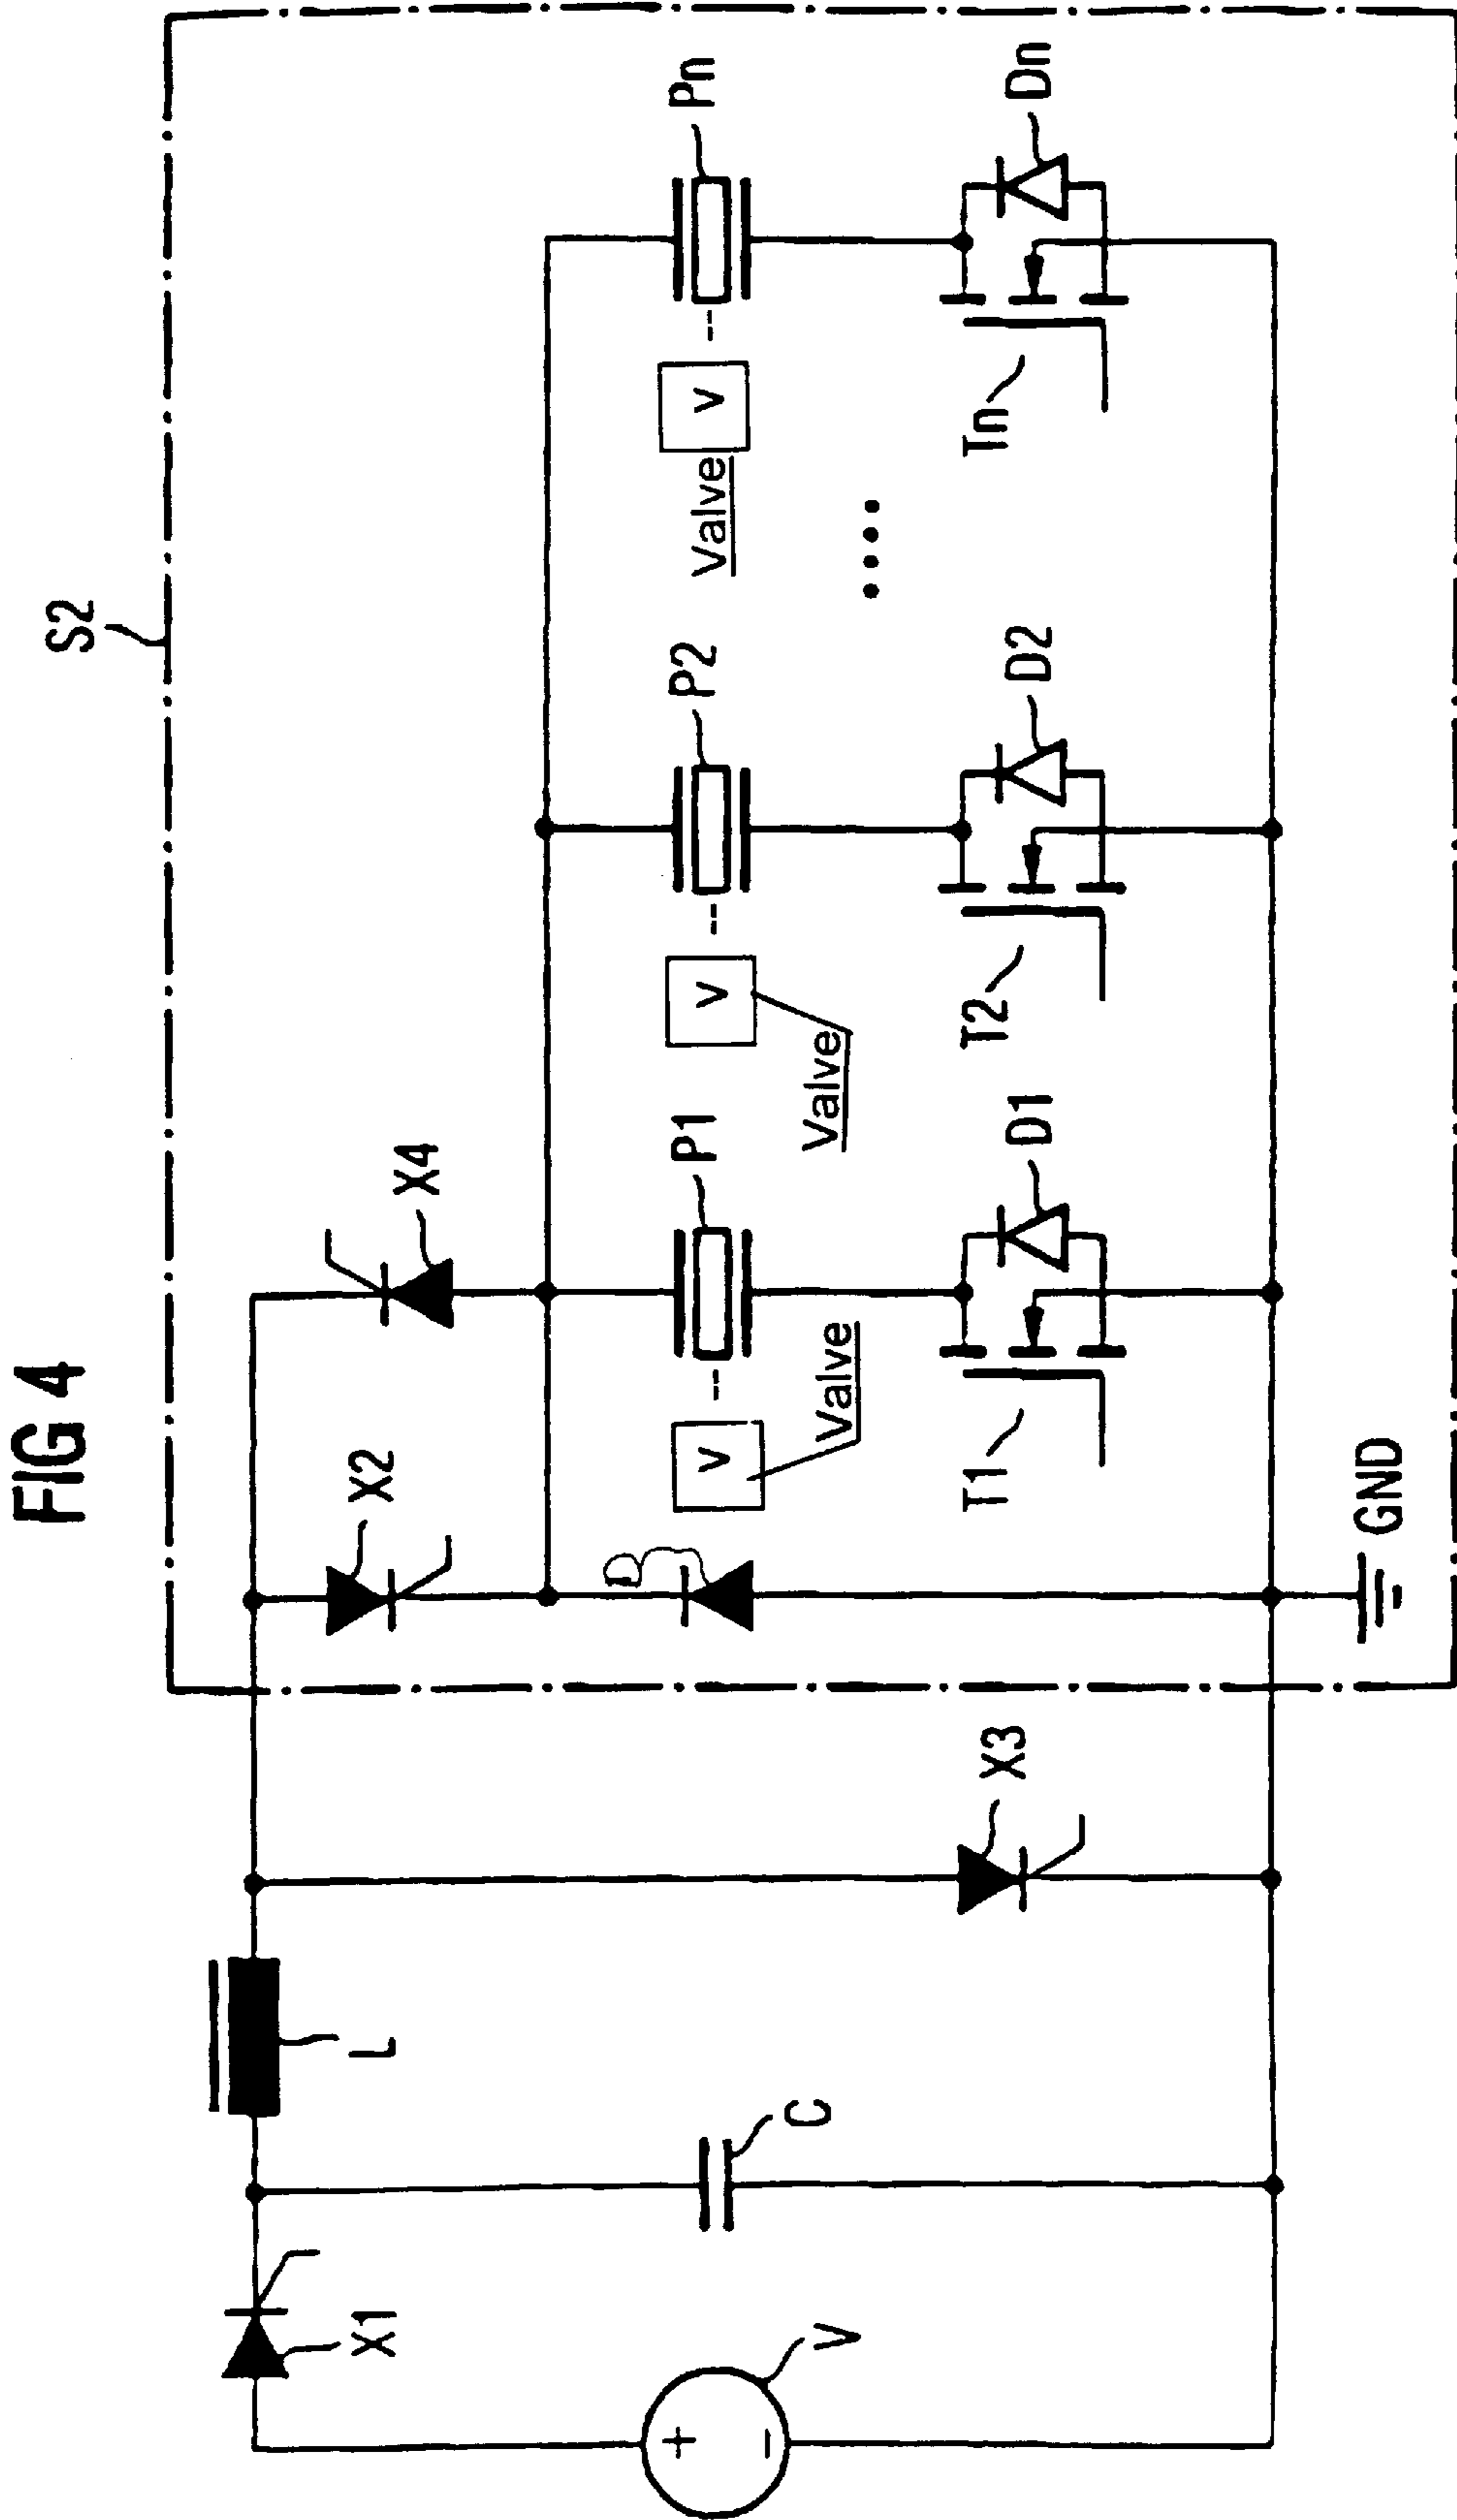 FIG 4
S2
X1
L
X2
X4
V
+
-
C
X3
D
V
Valve
P1
V
Valve
P2
V
Valve
Pn
T1
D1
T2
D2
Tn
Dn
GND